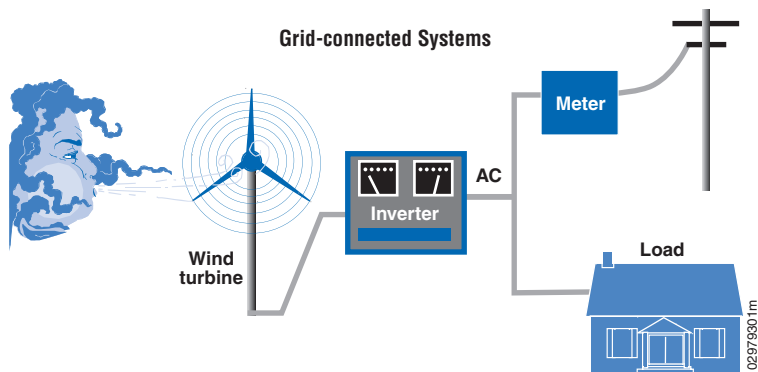 Grid-connected Systems
Meter
AC
Inverter
Wind
turbine
Load
02979301m